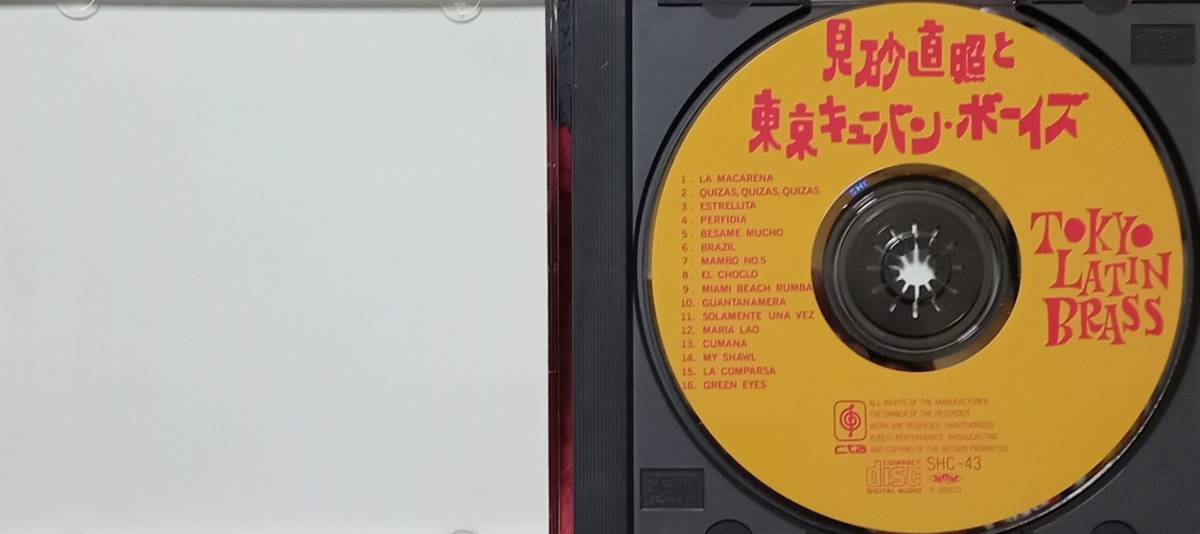 見砂直照と
東京キューバン・ボーイズ
1. LA MACARENA
2. QUIZAS, QUIZAS, QUIZAS
3. ESTRELLITA
4. PERFIDIA
5. BESAME MUCHO
6. BRAZIL
7. MAMBO NO.5
8. EL CHOCLO
9. MIAMI BEACH RUMBA
10. GUANTANAMERA
11. SOLAMENTE UNA VEZ
12. MARIA LAO
13. CUMANA
14. MY SHAWL
15. LA COMPARSA
16. GREEN EYES
TOKYO
LATIN
BRASS
ALL RIGHTS OF THE MANUFACTURER
THE OWNER OF THE RECORDED
WORK ARE RESERVED. UNAUTHORIZED
PUBLIC PERFORMANCE. BROADCASTING
AND COPYING OF THE RECORD PROHIBITED
cta
COMPACT
disc
DIGITAL AUDIO
SHC-43
R-300072